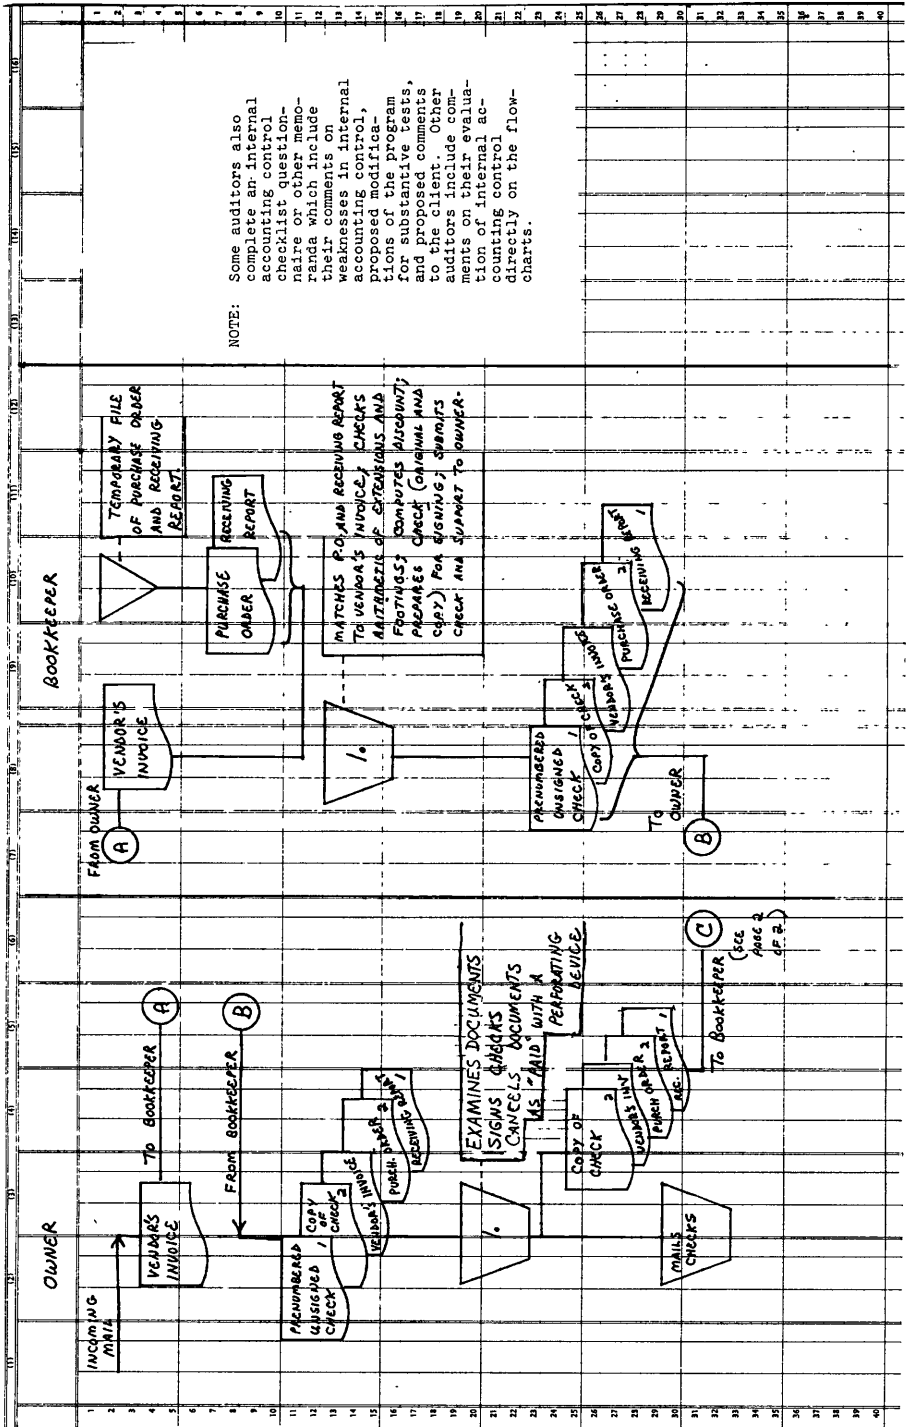 OWNER
INCOMING
MAIL
VENDOR'S
INVOICE
TO BOOKKEEPER
A
FROM BOOKKEEPER
B
PRENUMBERED
UNSIGNED
CHECK
1
COPY
OF
CHECK
2
VENDOR'S INVOICE
PURCH. ORDER 2
RECEIVING REPORT
1
1.
EXAMINES DOCUMENTS
SIGNS CHECKS
CANCELS DOCUMENTS
AS "PAID" WITH A
PERFORATING
DEVICE
COPY OF
CHECK
2
VENDOR'S INV
PURCH ORDER 2
REC. REPORT 1
MAILS
CHECKS
TO BOOKKEEPER
C
(SEE
PAGE 2
OF 2)
BOOKKEEPER
FROM OWNER
A
VENDOR'S
INVOICE
TEMPORARY FILE
OF PURCHASE ORDER
AND RECEIVING
REPORT.
PURCHASE
ORDER
RECEIVING
REPORT
1.
MATCHES P.O. AND RECEIVING REPORT
TO VENDOR'S INVOICE; CHECKS
ARITHMETIC OF EXTENSIONS AND
FOOTINGS; COMPUTES DISCOUNT;
PREPARES CHECK (ORIGINAL AND
COPY) FOR SIGNING; SUBMITS
CHECK AND SUPPORT TO OWNER-
PRENUMBERED
UNSIGNED
CHECK
1
COPY OF CHECK
VENDOR'S INVOICE
PURCHASE ORDER
2
RECEIVING REPORT
1
TO
OWNER
B
NOTE: Some auditors also
complete an internal
accounting control
checklist question-
naire or other memo-
randa which include
their comments on
weaknesses in internal
accounting control,
proposed modifica-
tions of the program
for substantive tests,
and proposed comments
to the client. Other
auditors include com-
ments on their evalua-
tion of internal ac-
counting control
directly on the flow-
charts.